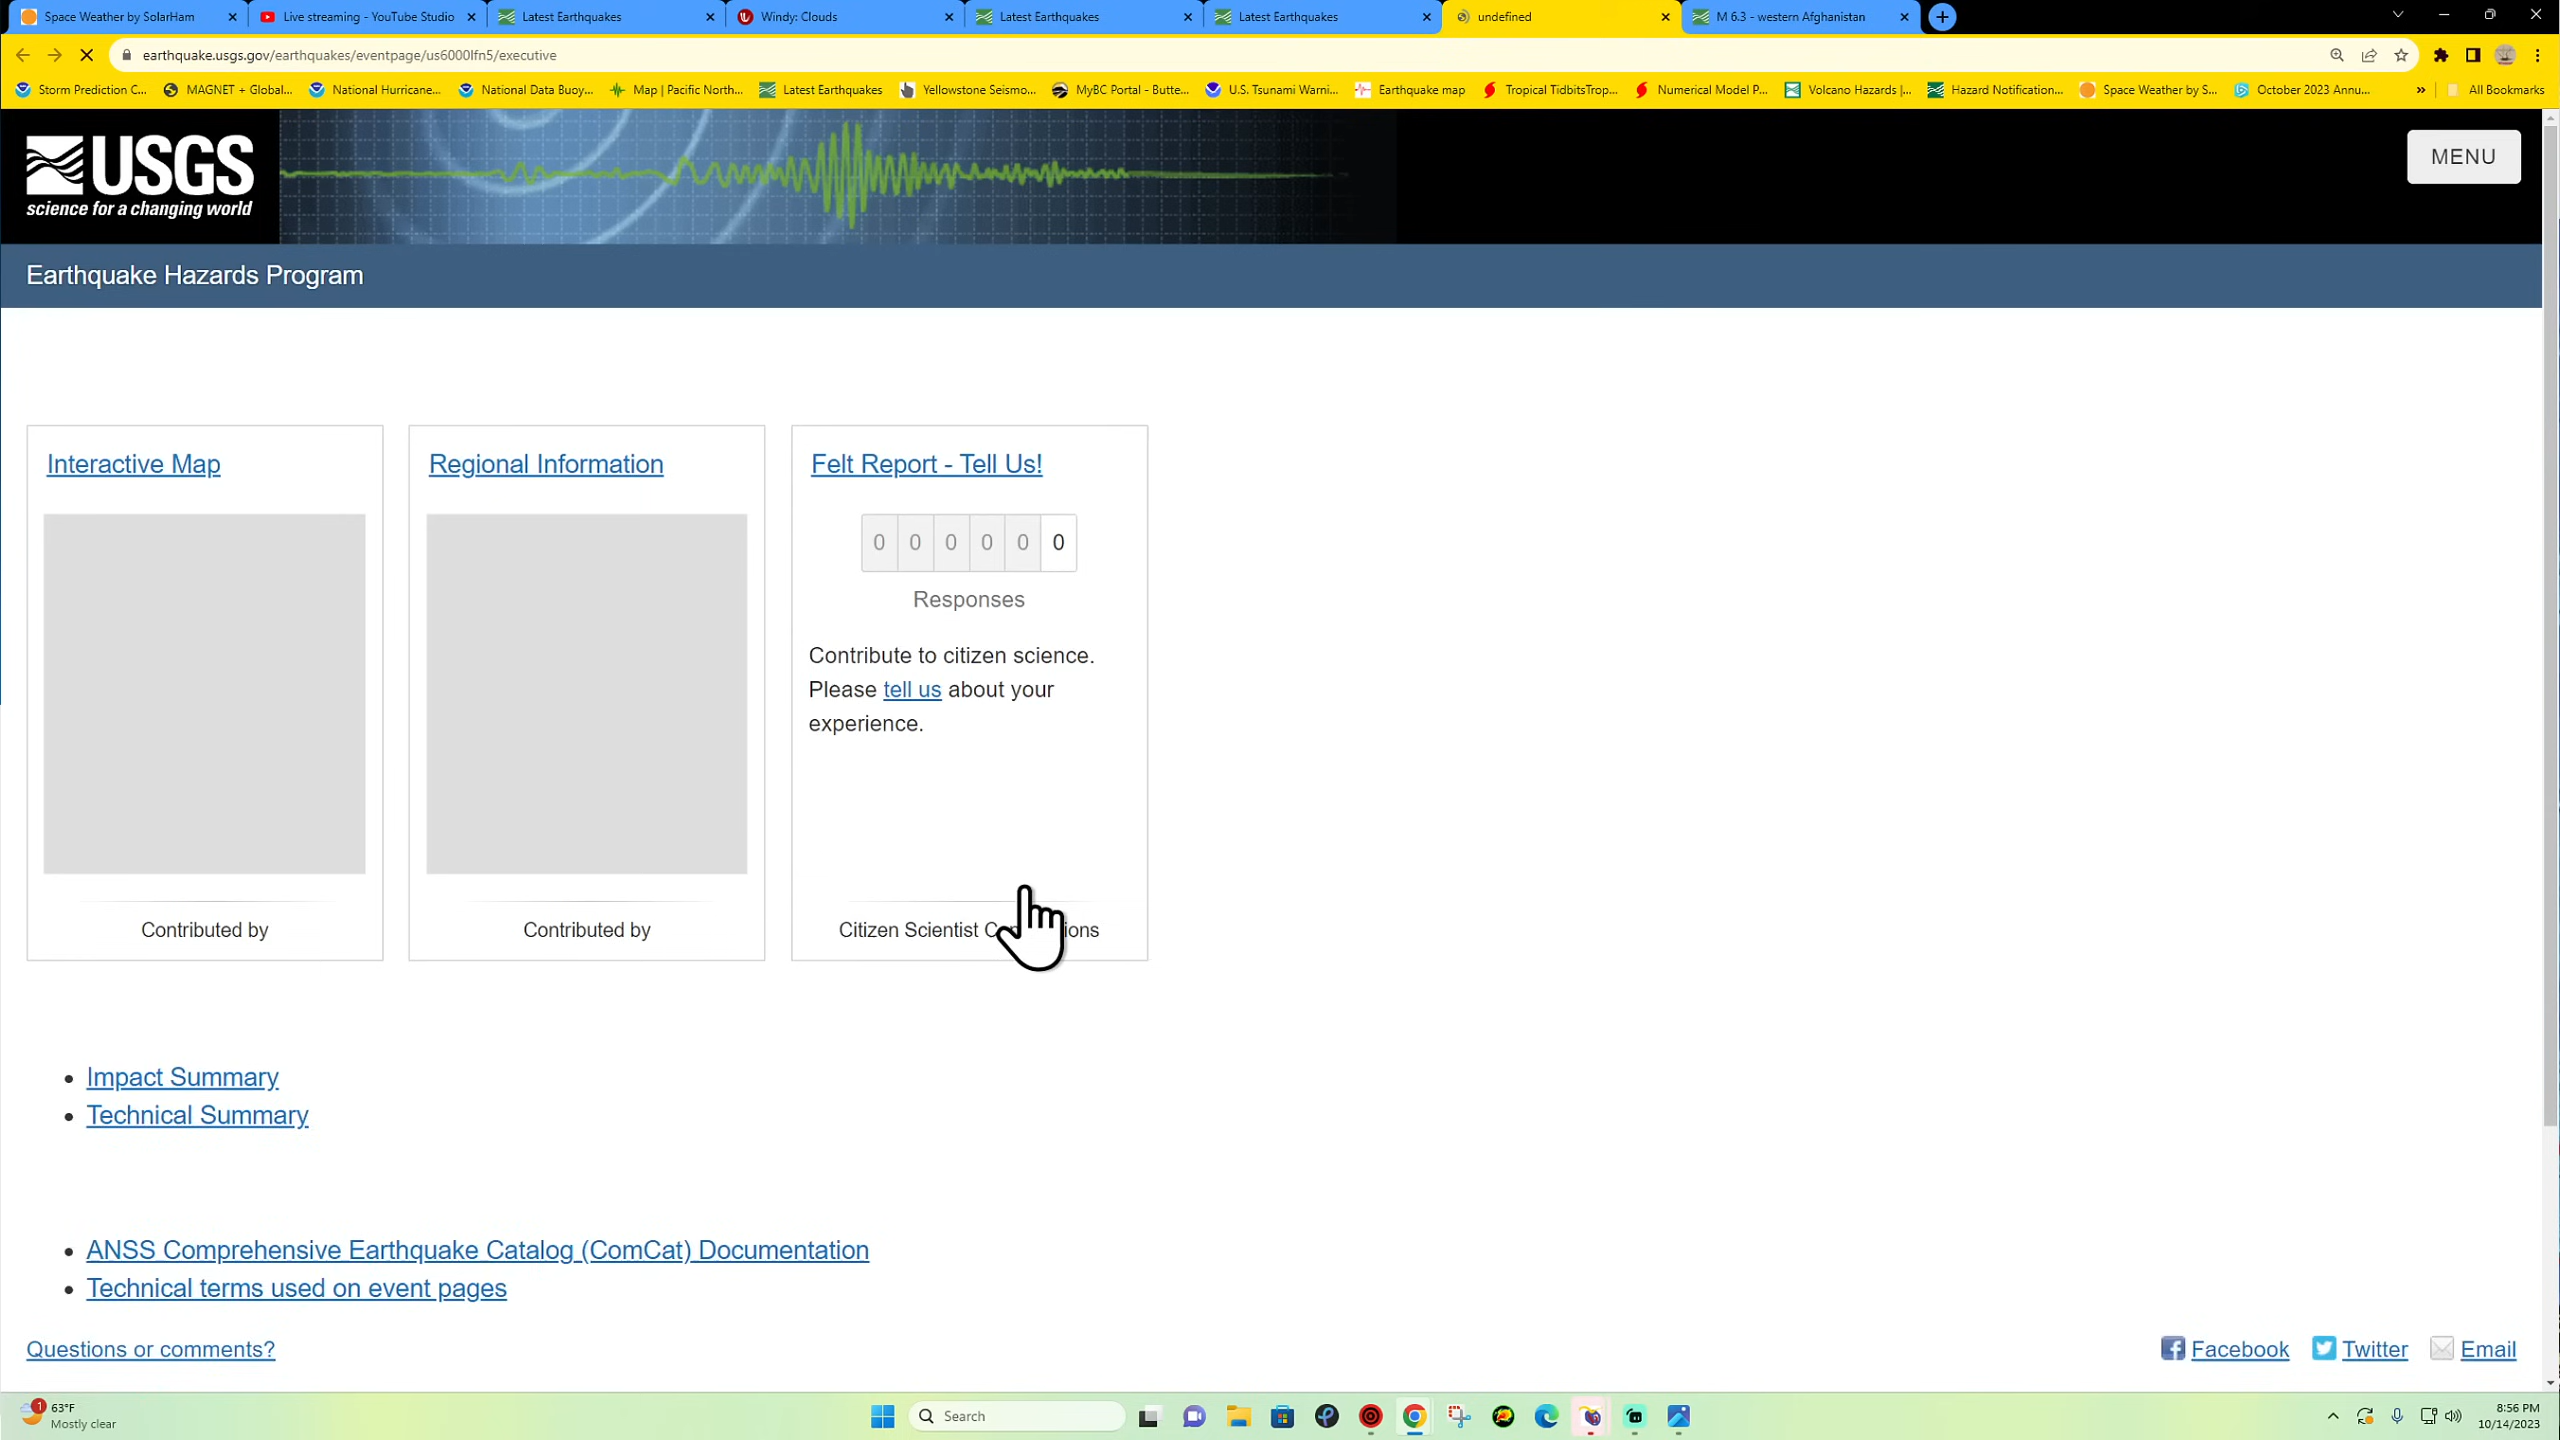 Space Weather by SolarHam
Live streaming - YouTube Studio
Latest Earthquakes
Windy: Clouds
Latest Earthquakes
Latest Earthquakes
undefined
M 6.3 - western Afghanistan
earthquake.usgs.gov/earthquakes/eventpage/us6000lfn5/executive
Storm Prediction C...
MAGNET + Global...
National Hurricane...
National Data Buoy...
Map | Pacific North...
Latest Earthquakes
Yellowstone Seismo...
MyBC Portal - Butte...
U.S. Tsunami Warni...
Earthquake map
Tropical TidbitsTrop...
Numerical Model P...
Volcano Hazards |...
Hazard Notification...
Space Weather by S...
October 2023 Annu...
»
All Bookmarks
USGS
science for a changing world
MENU
Earthquake Hazards Program
Interactive Map
Contributed by
Regional Information
Contributed by
Felt Report - Tell Us!
0 0 0 0 0 0
Responses
Contribute to citizen science.
Please tell us about your
experience.
Citizen Scientist
Impact Summary
Technical Summary
ANSS Comprehensive Earthquake Catalog (ComCat) Documentation
Technical terms used on event pages
Questions or comments?
Facebook
Twitter
Email
1
63°F
Mostly clear
Search
8:56 PM
10/14/2023